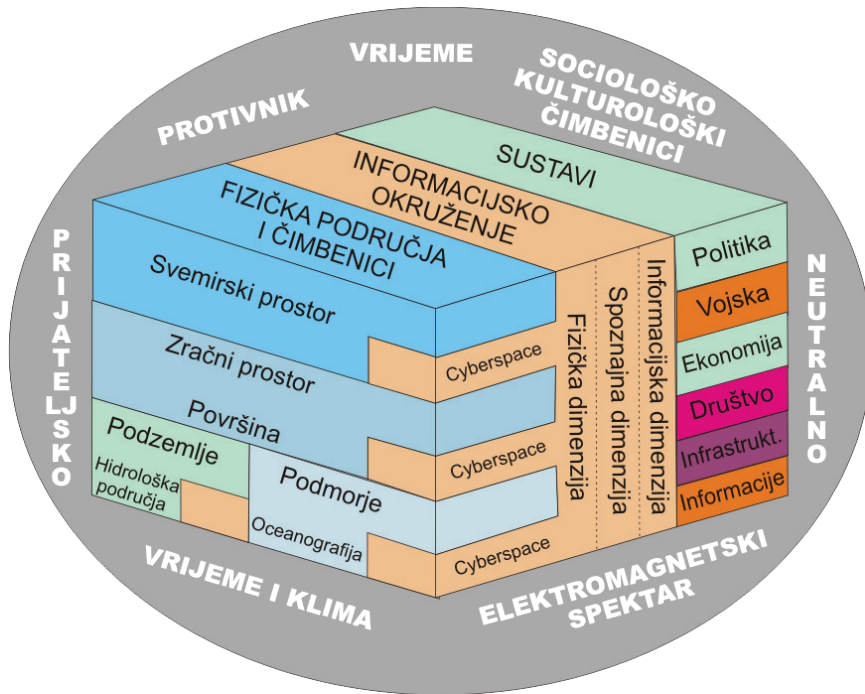 VRIJEME
SOCIOLOŠKO
KULTUROLOŠKI
ČIMBENICI
PROTIVNIK
SUSTAVI
INFORMACIJSKO
OKRUŽENJE
FIZIČKA PODRUČJA
I ČIMBENICI
PRIJATELJSKO
Svemirski prostor
Zračni prostor
Površina
Podzemlje
Hidrološka
područja
Podmorje
Oceanografija
Cyberspace
Cyberspace
Cyberspace
Fizička dimenzija
Spoznajna dimenzija
Informacijska dimenzija
Politika
Vojska
Ekonomija
Društvo
Infrastrukt.
Informacije
NEUTRALNO
VRIJEME I KLIMA
ELEKTROMAGNETSKI
SPEKTAR